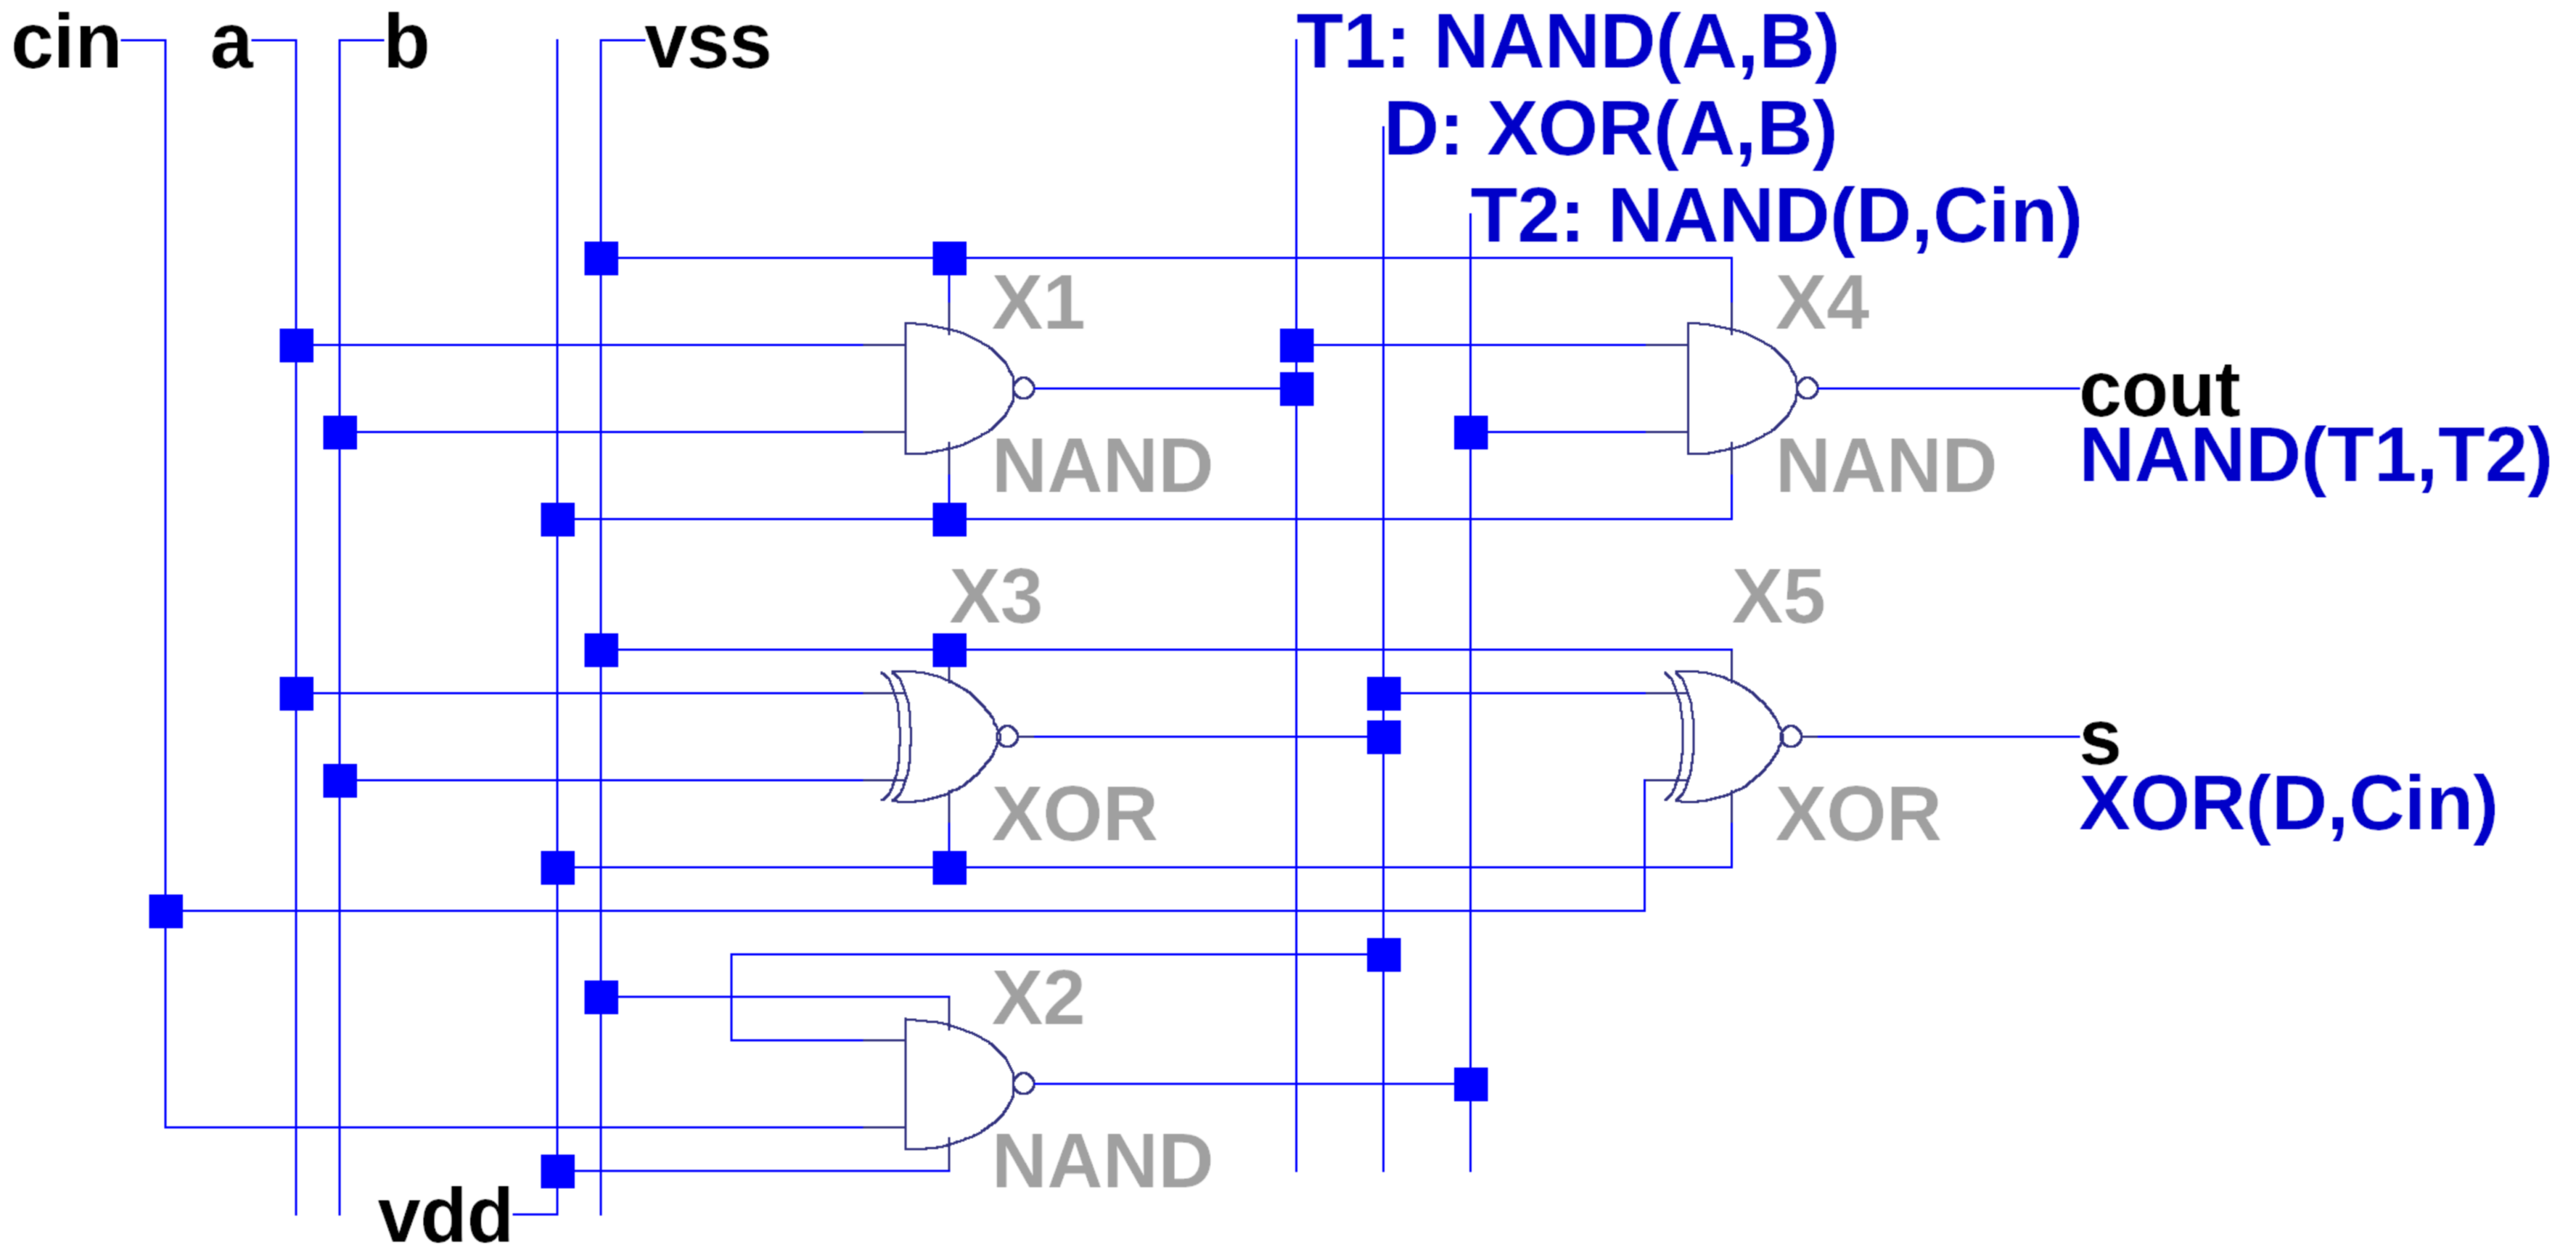 cin a b vss T1: NAND(A,B)
D: XOR(A,B)
T2: NAND(D,Cin)
X1 X4
cout
NAND NAND NAND(T1,T2)
X3 X5
s
XOR XOR XOR(D,Cin)
X2
NAND
vdd